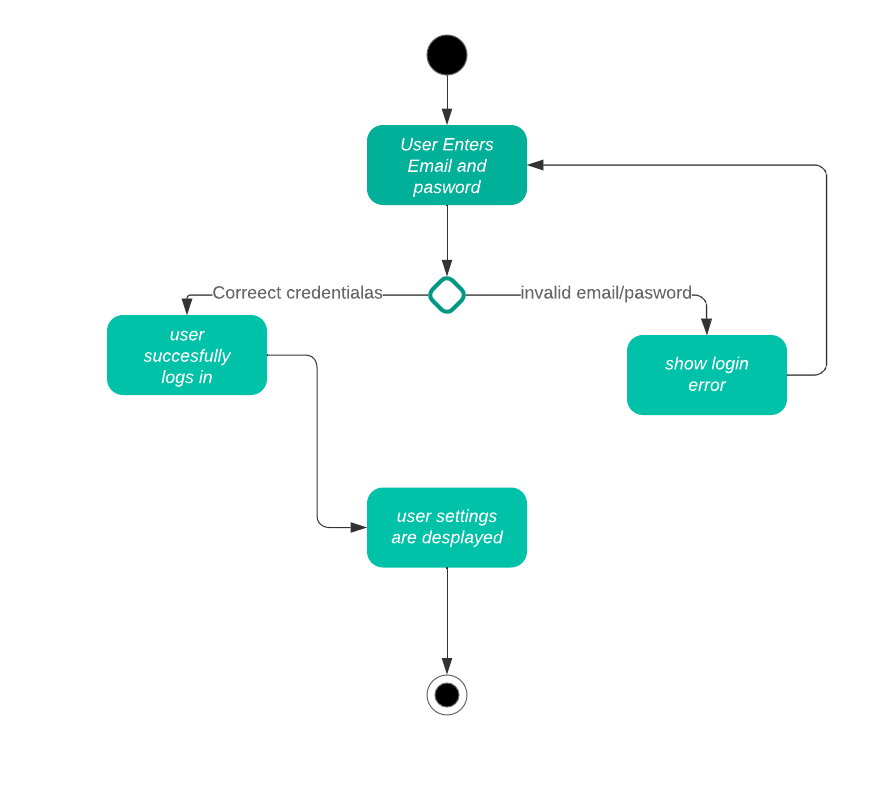 User Enters
Email and
pasword
Correect credentialas
invalid email/pasword
user
succesfully
logs in
show login
error
user settings
are desplayed